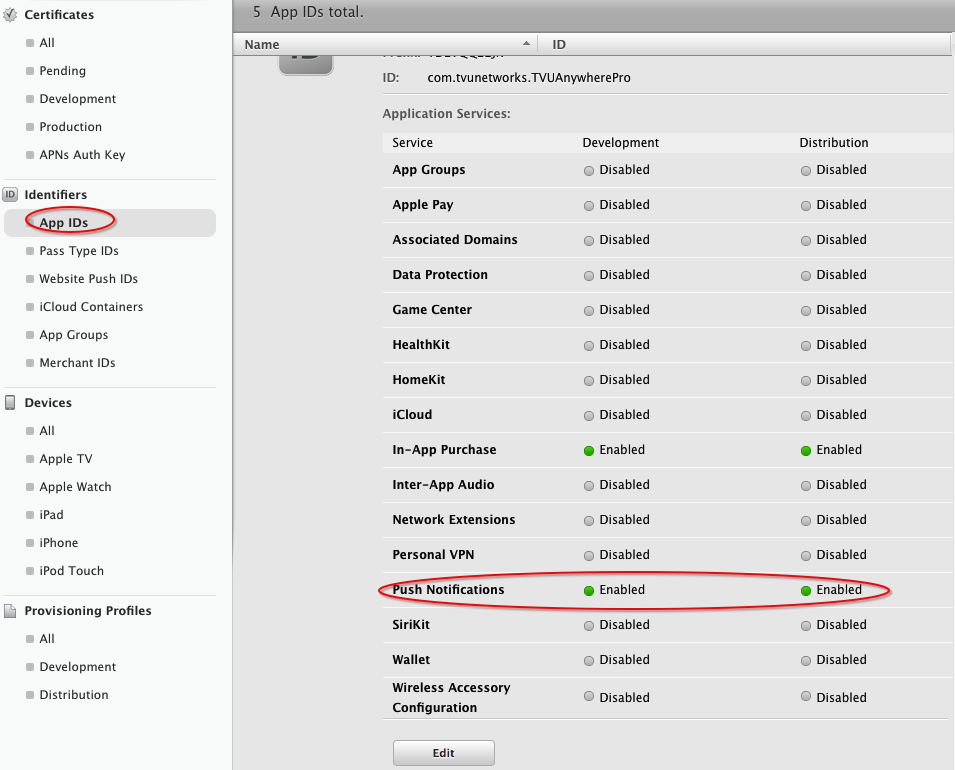 Certificates
All
Pending
Development
Production
APNs Auth Key
ID Identifiers
App IDs
Pass Type IDs
Website Push IDs
iCloud Containers
App Groups
Merchant IDs
Devices
All
Apple TV
Apple Watch
iPad
iPhone
iPod Touch
Provisioning Profiles
All
Development
Distribution
5 App IDs total.
Name ID
ID: com.tvunetworks.TVUAnywherePro
Application Services:
Service Development Distribution
App Groups Disabled Disabled
Apple Pay Disabled Disabled
Associated Domains Disabled Disabled
Data Protection Disabled Disabled
Game Center Disabled Disabled
HealthKit Disabled Disabled
HomeKit Disabled Disabled
iCloud Disabled Disabled
In-App Purchase Enabled Enabled
Inter-App Audio Disabled Disabled
Network Extensions Disabled Disabled
Personal VPN Disabled Disabled
Push Notifications Enabled Enabled
SiriKit Disabled Disabled
Wallet Disabled Disabled
Wireless Accessory
Configuration Disabled Disabled
Edit